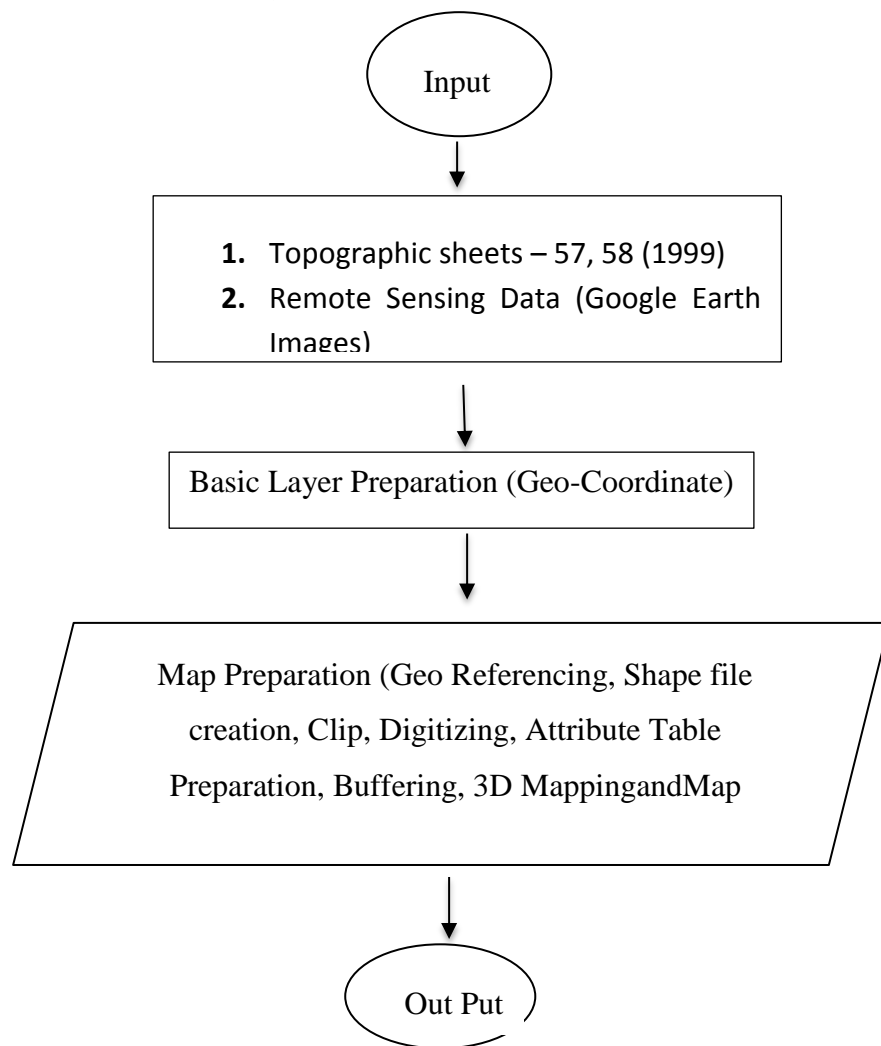 Input
1. Topographic sheets – 57, 58 (1999)
2. Remote Sensing Data (Google Earth
Images)
Basic Layer Preparation (Geo-Coordinate)
Map Preparation (Geo Referencing, Shape file
creation, Clip, Digitizing, Attribute Table
Preparation, Buffering, 3D MappingandMap
Out Put